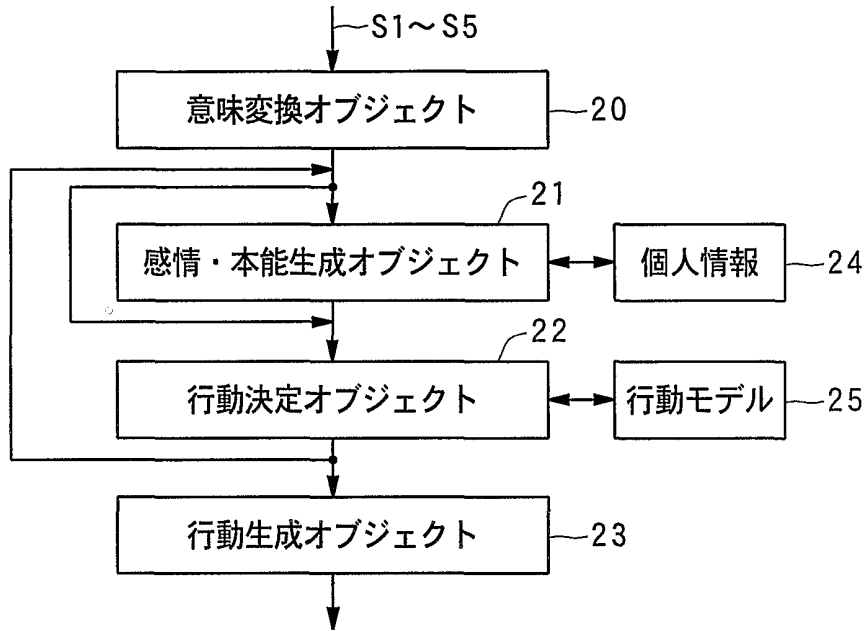 S1〜S5
意味変換オブジェクト
20
21
感情・本能生成オブジェクト
個人情報
24
22
行動決定オブジェクト
行動モデル
25
行動生成オブジェクト
23